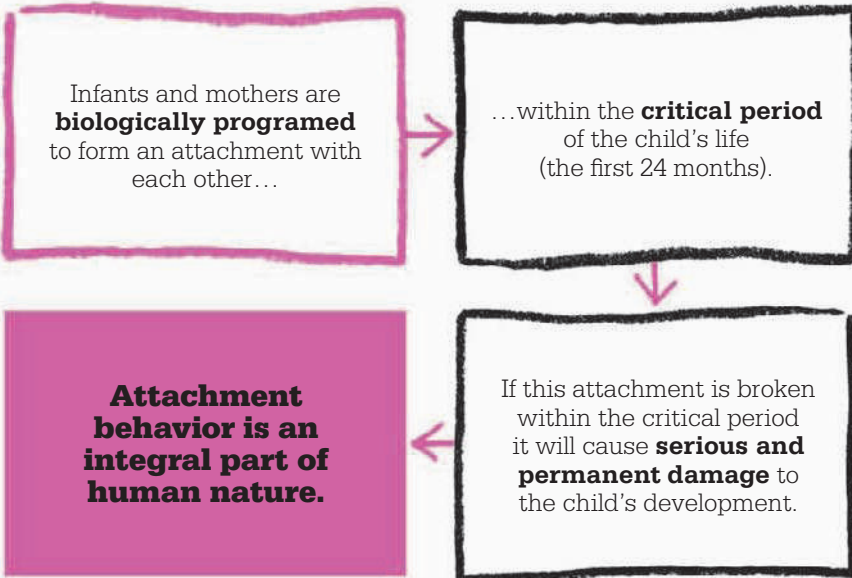 Infants and mothers are
biologically programed
to form an attachment with
each other…
…within the critical period
of the child’s life
(the first 24 months).
If this attachment is broken
within the critical period
it will cause serious and
permanent damage to
the child’s development.
Attachment
behavior is an
integral part of
human nature.